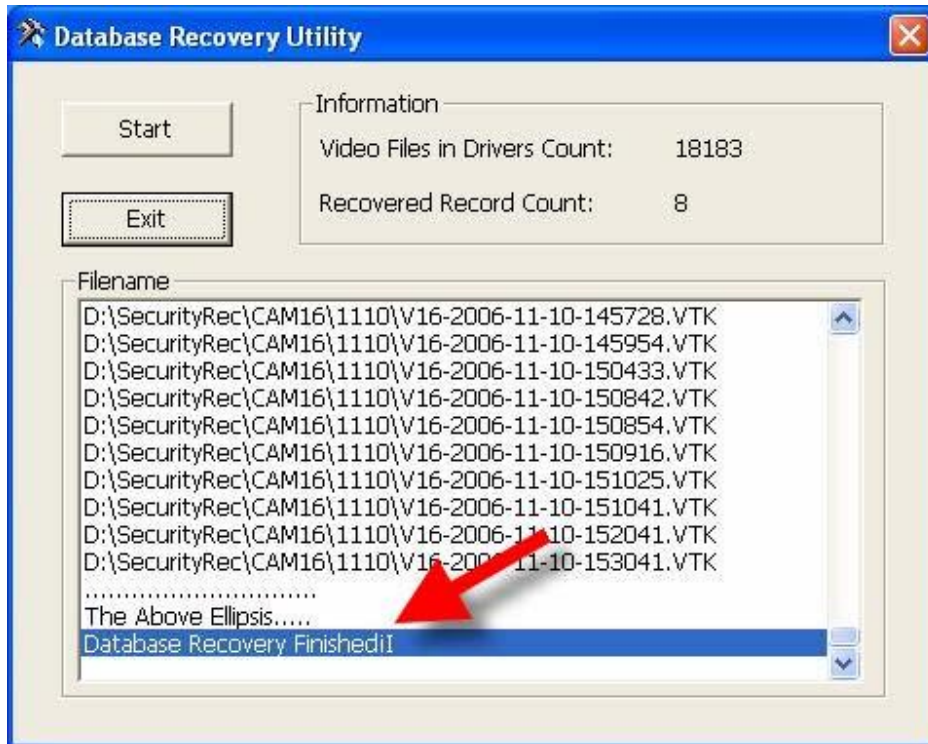 Database Recovery Utility
Start
Exit
Information
Video Files in Drivers Count: 18183
Recovered Record Count: 8
Filename
D:\SecurityRec\CAM16\1110\V16-2006-11-10-145728.VTK
D:\SecurityRec\CAM16\1110\V16-2006-11-10-145954.VTK
D:\SecurityRec\CAM16\1110\V16-2006-11-10-150433.VTK
D:\SecurityRec\CAM16\1110\V16-2006-11-10-150842.VTK
D:\SecurityRec\CAM16\1110\V16-2006-11-10-150854.VTK
D:\SecurityRec\CAM16\1110\V16-2006-11-10-150916.VTK
D:\SecurityRec\CAM16\1110\V16-2006-11-10-151025.VTK
D:\SecurityRec\CAM16\1110\V16-2006-11-10-151041.VTK
D:\SecurityRec\CAM16\1110\V16-2006-11-10-152041.VTK
D:\SecurityRec\CAM16\1110\V16-2006-11-10-153041.VTK
..............................
The Above Ellipsis.....
Database Recovery FinishediI